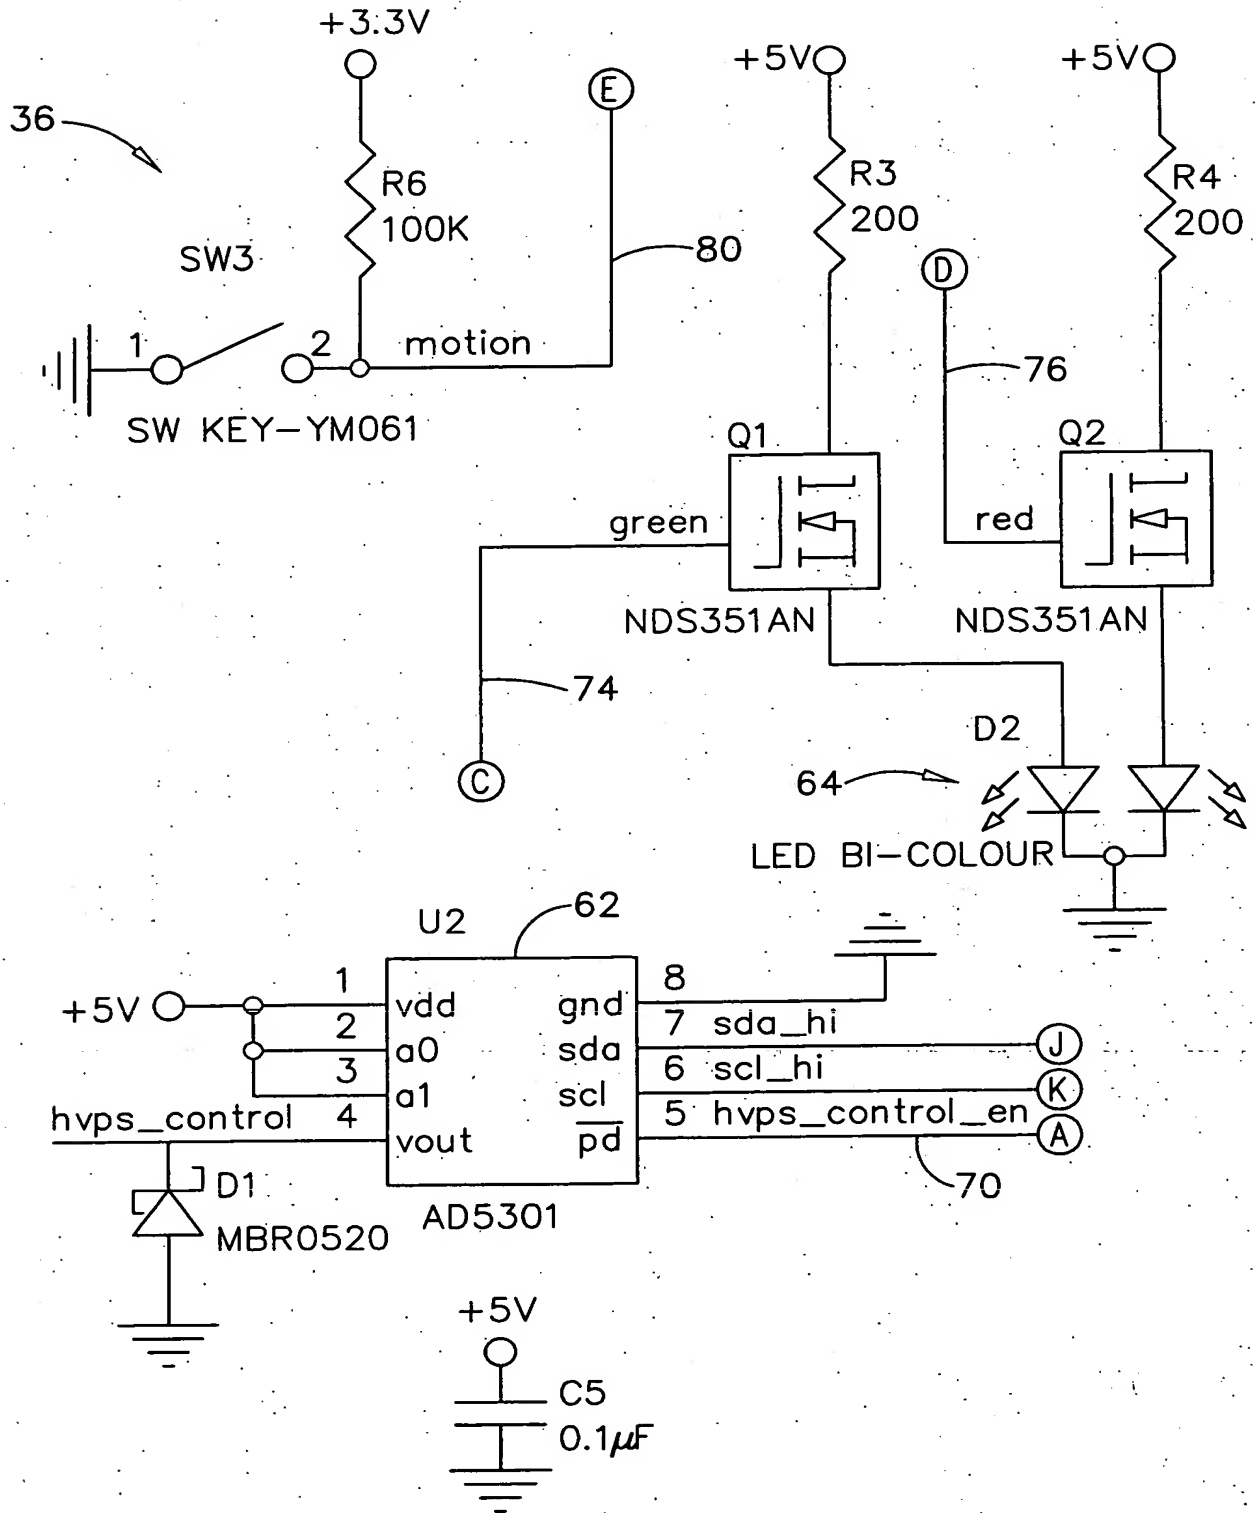 +3.3V
E
+5V
+5V
36
R6
100K
R3
200
R4
200
SW3
80
D
1
2
motion
76
SW KEY-YM061
Q1
Q2
green
red
NDS351AN
NDS351AN
74
D2
C
64
LED BI-COLOUR
U2
62
+5V
1
vdd
gnd
8
2
a0
sda
7
sda_hi
J
3
a1
scl
6
scl_hi
K
hvps_control
4
vout
pd
5
hvps_control_en
A
D1
MBR0520
AD5301
70
+5V
C5
0.1µF